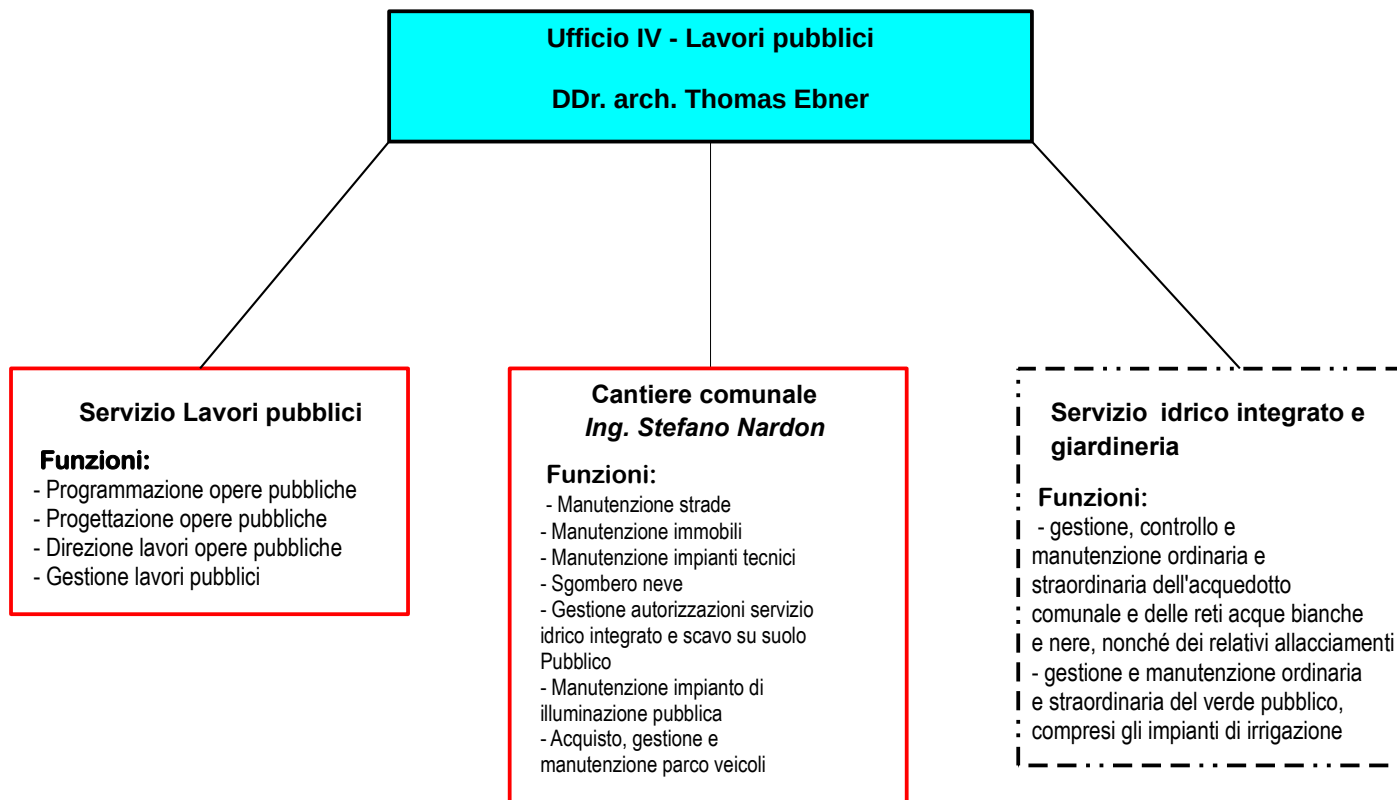 Ufficio IV - Lavori pubblici
DDr. arch. Thomas Ebner
Servizio Lavori pubblici
Funzioni:
- Programmazione opere pubbliche
- Progettazione opere pubbliche
- Direzione lavori opere pubbliche
- Gestione lavori pubblici
Cantiere comunale
Ing. Stefano Nardon
Funzioni:
- Manutenzione strade
- Manutenzione immobili
- Manutenzione impianti tecnici
- Sgombero neve
- Gestione autorizzazioni servizio
idrico integrato e scavo su suolo
Pubblico
- Manutenzione impianto di
illuminazione pubblica
- Acquisto, gestione e
manutenzione parco veicoli
Servizio idrico integrato e
giardineria
Funzioni:
- gestione, controllo e
manutenzione ordinaria e
straordinaria dell'acquedotto
comunale e delle reti acque bianche
e nere, nonché dei relativi allacciamenti
- gestione e manutenzione ordinaria
e straordinaria del verde pubblico,
compresi gli impianti di irrigazione